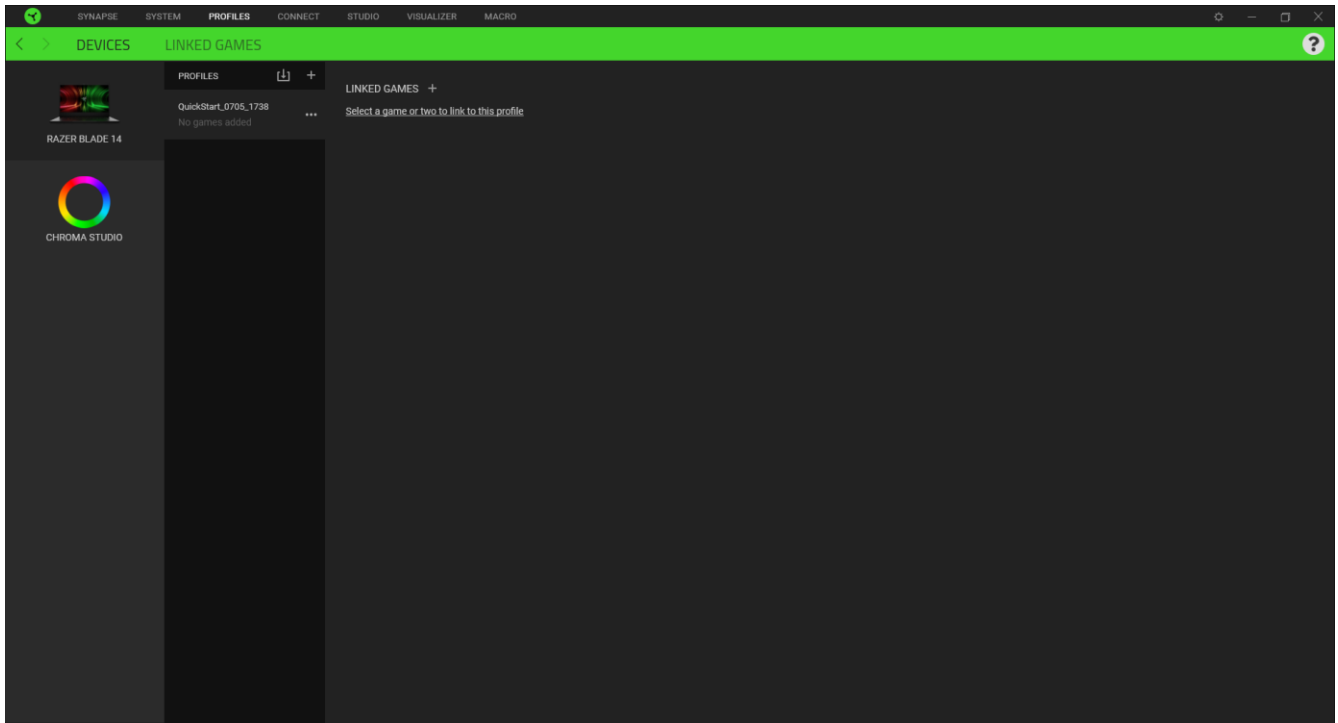 SYNAPSE SYSTEM PROFILES CONNECT STUDIO VISUALIZER MACRO
DEVICES LINKED GAMES ?
RAZER BLADE 14
CHROMA STUDIO
PROFILES +
QuickStart_0705_1738
No games added
LINKED GAMES +
Select a game or two to link to this profile